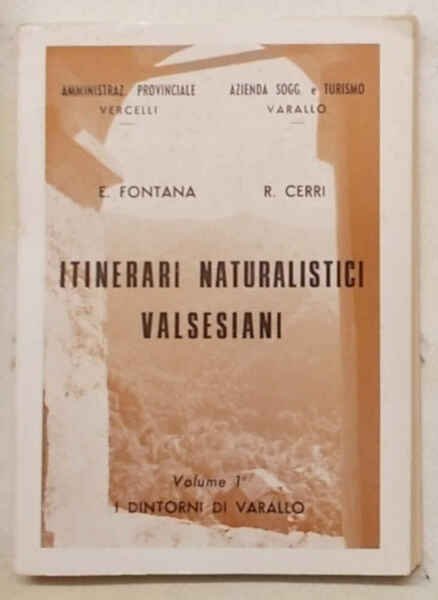 AMMINISTRAZ. PROVINCIALE AZIENDA SOGG. e TURISMO
VERCELLI VARALLO
E. FONTANA R. CERRI
ITINERARI NATURALISTICI
VALSESIANI
Volume 1°
I DINTORNI DI VARALLO